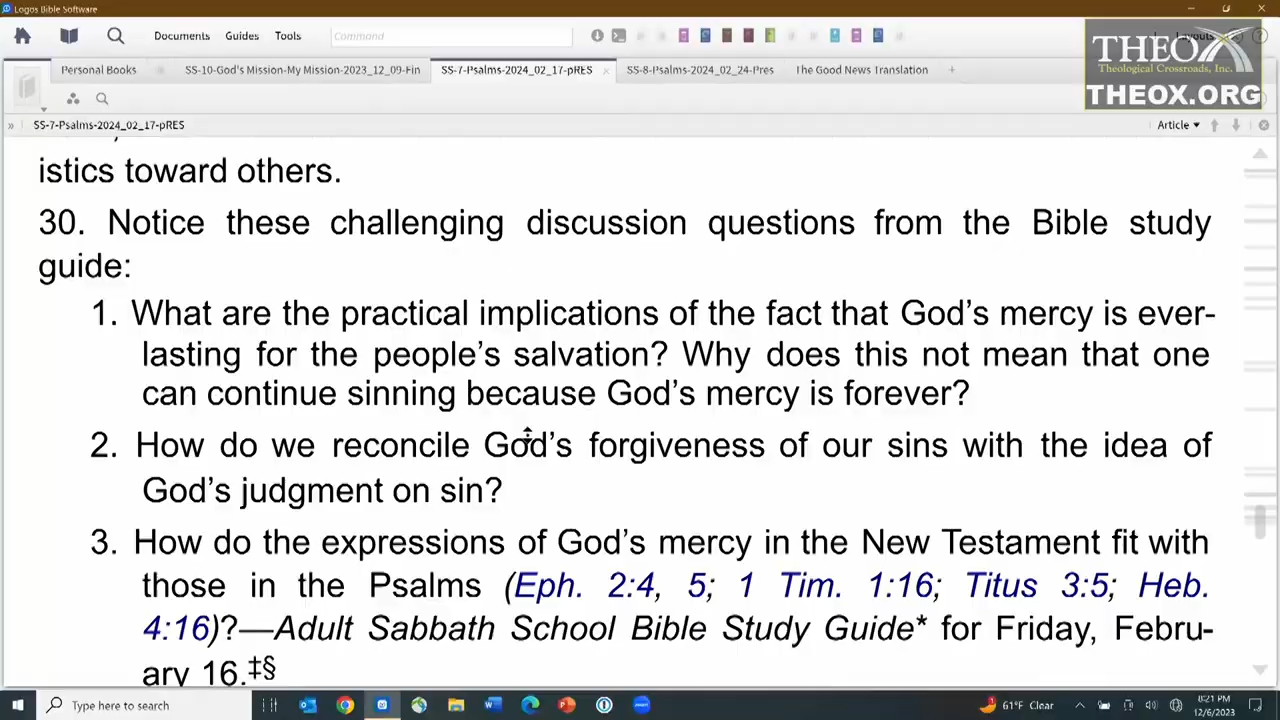 Logos Bible Software
Documents Guides Tools Command Layouts
THEOX
Theological Crossroads, Inc.
THEOX.ORG
Personal Books SS-10-God's Mission-My Mission-2023_12_09-Fin SS-7-Psalms-2024_02_17-pRES SS-8-Psalms-2024_02_24-Pres The Good News Translation
SS-7-Psalms-2024_02_17-pRES Article
istics toward others.
30. Notice these challenging discussion questions from the Bible study
guide:
1. What are the practical implications of the fact that God's mercy is ever-
lasting for the people's salvation? Why does this not mean that one
can continue sinning because God's mercy is forever?
2. How do we reconcile God's forgiveness of our sins with the idea of
God's judgment on sin?
3. How do the expressions of God's mercy in the New Testament fit with
those in the Psalms (Eph. 2:4, 5; 1 Tim. 1:16; Titus 3:5; Heb.
4:16)?—Adult Sabbath School Bible Study Guide* for Friday, Febru-
ary 16.‡§
Type here to search 61°F Clear 8:21 PM
12/6/2023